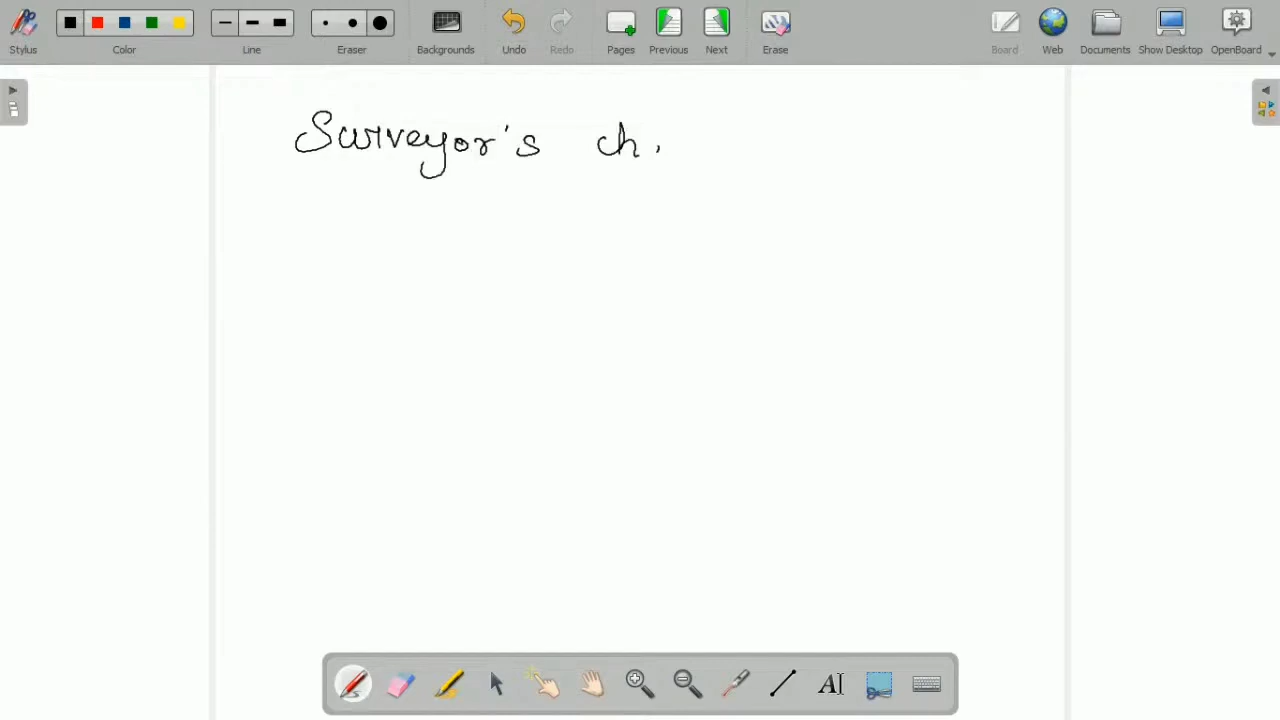 Stylus Color Line Eraser Backgrounds Undo Redo Pages Previous Next Erase Board Web Documents Show Desktop OpenBoard
Surveyor's ch
AI